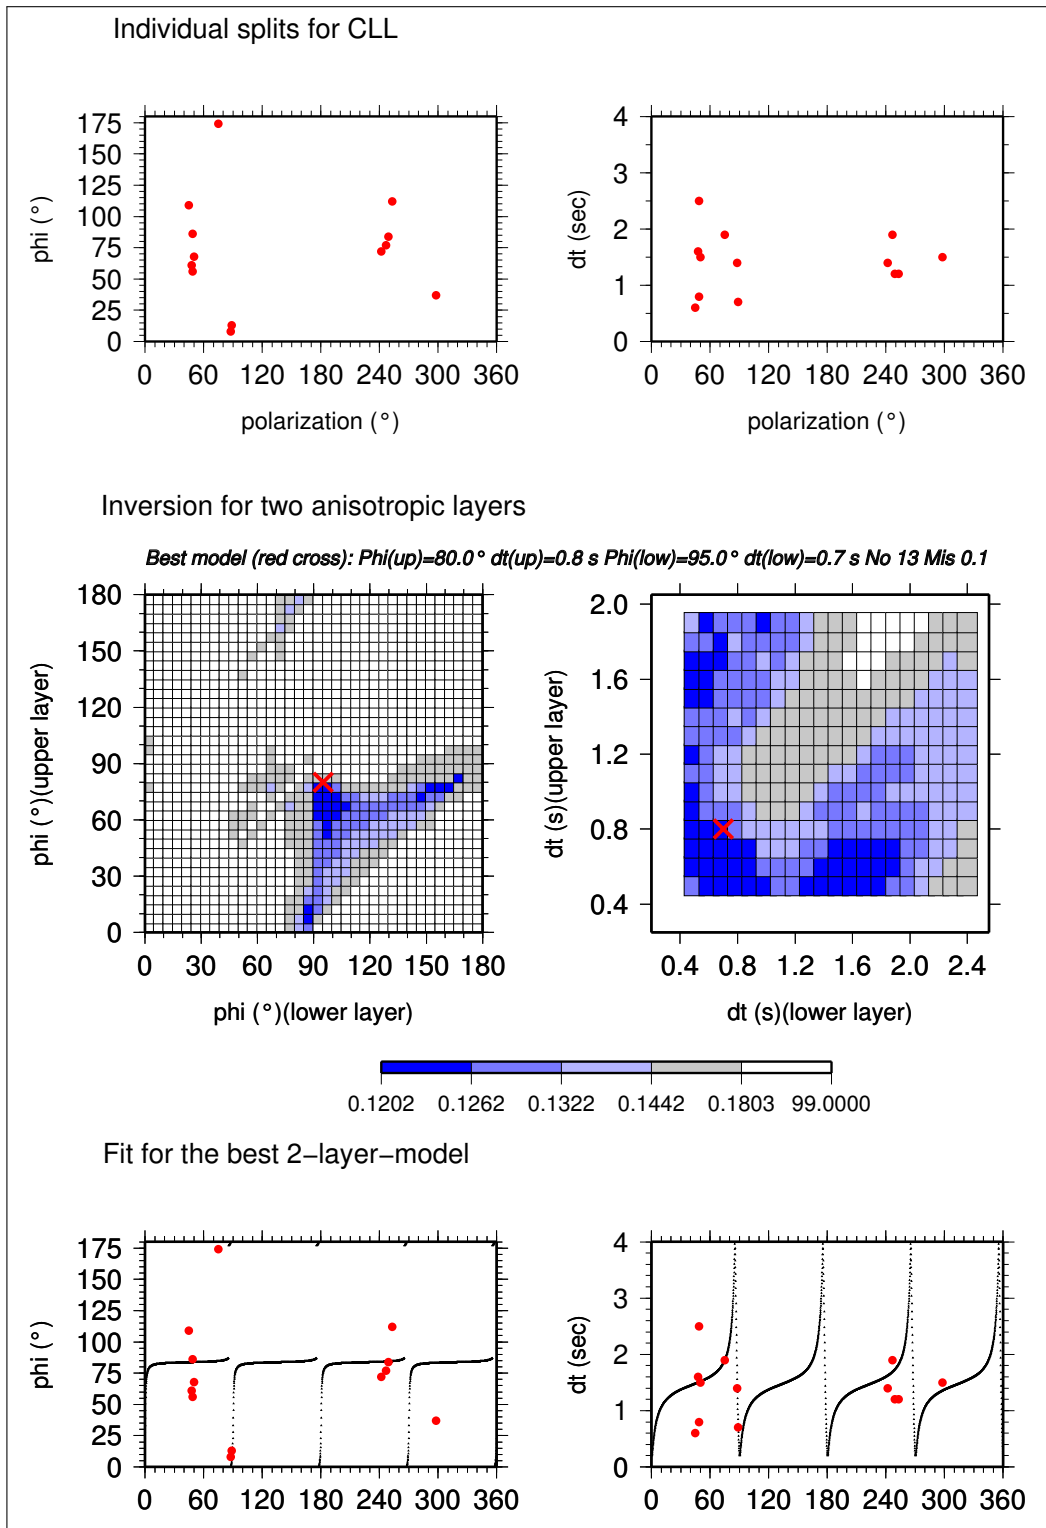 Individual splits for CLL
175
150
125
100
75
50
25
0
phi (°)
0 60 120 180 240 300 360
polarization (°)
4
3
2
1
0
dt (sec)
0 60 120 180 240 300 360
polarization (°)
Inversion for two anisotropic layers
Best model (red cross): Phi(up)=80.0° dt(up)=0.8 s Phi(low)=95.0° dt(low)=0.7 s No 13 Mis 0.1
180
150
120
90
60
30
0
phi (°)(upper layer)
0 30 60 90 120 150 180
phi (°)(lower layer)
2.0
1.6
1.2
0.8
0.4
dt (s)(upper layer)
0.4 0.8 1.2 1.6 2.0 2.4
dt (s)(lower layer)
0.1202 0.1262 0.1322 0.1442 0.1803 99.0000
Fit for the best 2−layer−model
175
150
125
100
75
50
25
0
phi (°)
0 60 120 180 240 300 360
4
3
2
1
0
dt (sec)
0 60 120 180 240 300 360